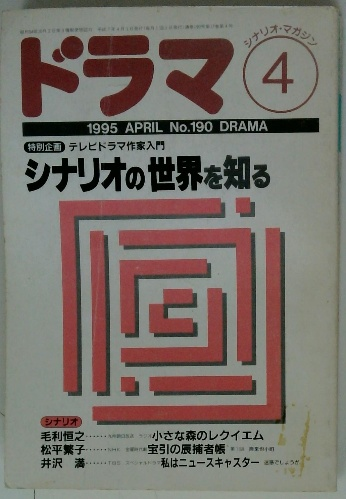 ドラマ
シナリオ・マガジン
4
1995 APRIL No.190 DRAMA
特別企画 テレビドラマ作家入門
シナリオの世界を知る
シナリオ
毛利恒之……小さな森のレクイエム
松平繁子……宝引の辰捕者帳
井沢 満……私はニュースキャスター